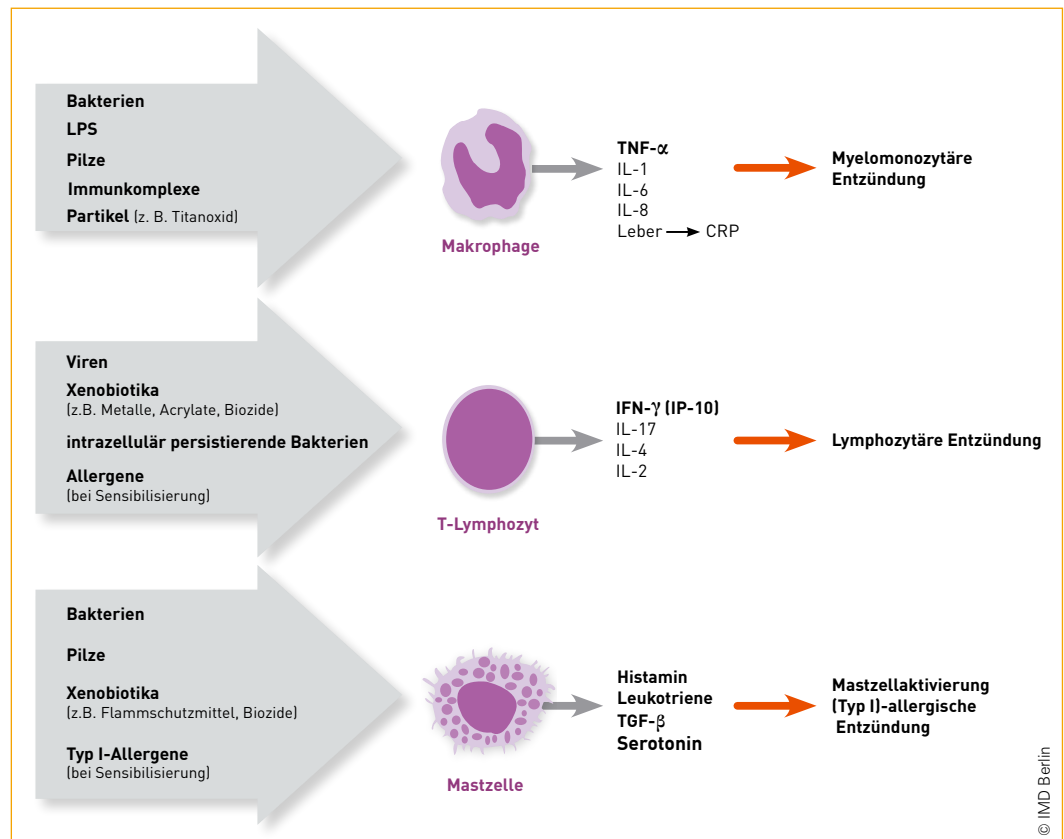 Bakterien
LPS
Pilze
Immunkomplexe
Partikel (z. B. Titanoxid)
Makrophage
TNF-α
IL-1
IL-6
IL-8
Leber → CRP
Myelomonozytäre
Entzündung
Viren
Xenobiotika
(z.B. Metalle, Acrylate, Biozide)
intrazellulär persistierende Bakterien
Allergene
(bei Sensibilisierung)
T-Lymphozyt
IFN-γ (IP-10)
IL-17
IL-4
IL-2
Lymphozytäre Entzündung
Bakterien
Pilze
Xenobiotika
(z.B. Flammschutzmittel, Biozide)
Typ I-Allergene
(bei Sensibilisierung)
Mastzelle
Histamin
Leukotriene
TGF-β
Serotonin
Mastzellaktivierung
(Typ I)-allergische
Entzündung
© IMD Berlin